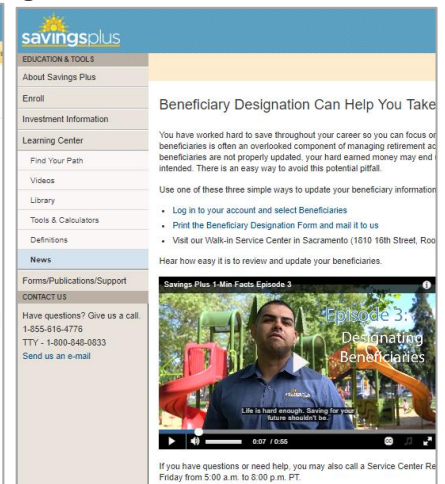 savingsplus
EDUCATION & TOOLS
About Savings Plus
Enroll
Investment Information
Learning Center
Find Your Path
Videos
Library
Tools & Calculators
Definitions
News
Forms/Publications/Support
CONTACT US
Have questions? Give us a call.
1-855-616-4776
TTY - 1-800-848-0833
Send us an e-mail
Beneficiary Designation Can Help You Take
You have worked hard to save throughout your career so you can focus on
beneficiaries is often an overlooked component of managing retirement ac
beneficiaries are not properly updated, your hard earned money may end
intended. There is an easy way to avoid this potential pitfall.
Use one of these three simple ways to update your beneficiary information
• Log in to your account and select Beneficiaries
• Print the Beneficiary Designation Form and mail it to us
• Visit our Walk-in Service Center in Sacramento (1810 16th Street, Roo
Hear how easy it is to review and update your beneficiaries.
Savings Plus 1-Min Facts Episode 3
Episode 3:
Designating
Beneficiaries
Life is hard enough. Saving for your
future shouldn't be.
0:07 / 0:55
If you have questions or need help, you may also call a Service Center Re
Friday from 5:00 a.m. to 8:00 p.m. PT.